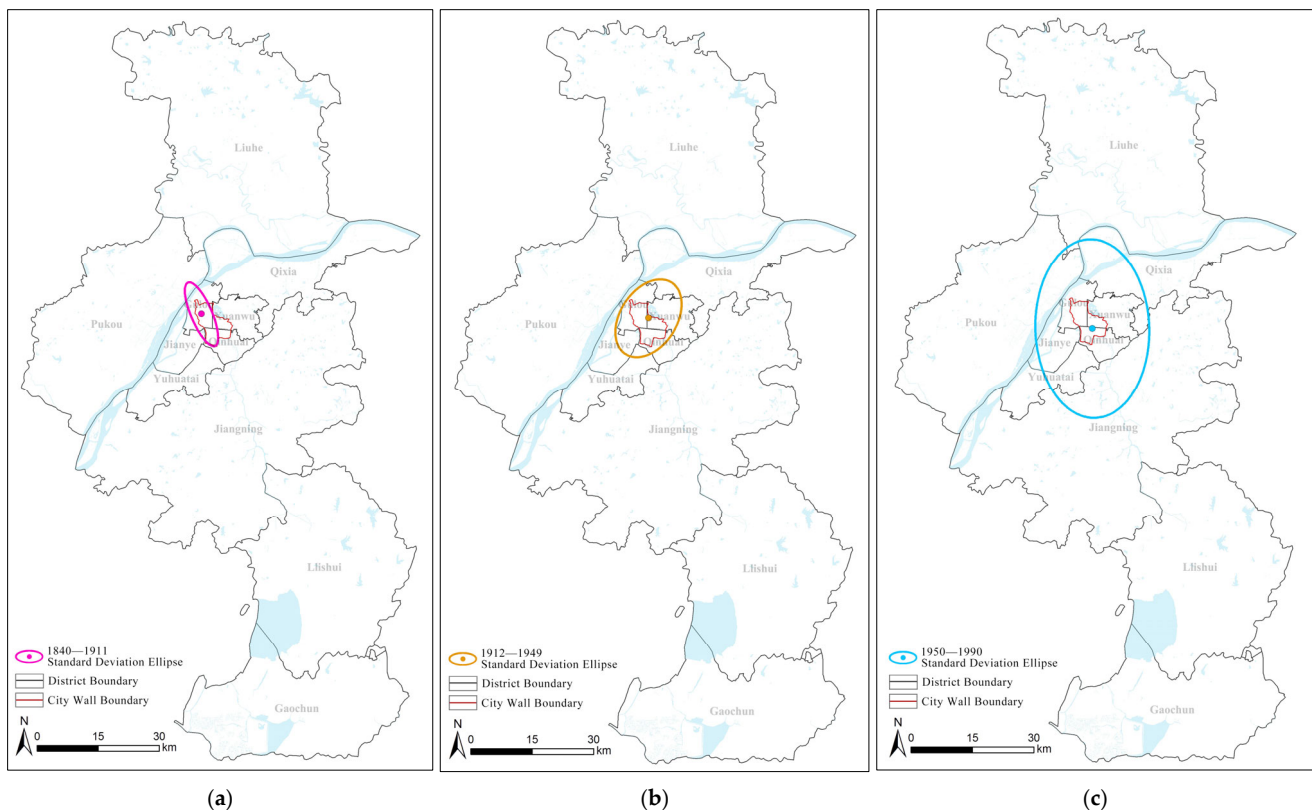 Liuhe
Qixia
Pukou
Xuanwu
Qinhuai
Jianye
Yuhuatai
Jiangning
Llishui
Gaochun
1840—1911
Standard Deviation Ellipse
District Boundary
City Wall Boundary
N
0 15 30
km
(a)
Liuhe
Qixia
Pukou
Xuanwu
Qinhuai
Jianye
Yuhuatai
Jiangning
Llishui
Gaochun
1912—1949
Standard Deviation Ellipse
District Boundary
City Wall Boundary
N
0 15 30
km
(b)
Liuhe
Qixia
Pukou
Xuanwu
Qinhuai
Jianye
Yuhuatai
Jiangning
Llishui
Gaochun
1950—1990
Standard Deviation Ellipse
District Boundary
City Wall Boundary
N
0 15 30
km
(c)